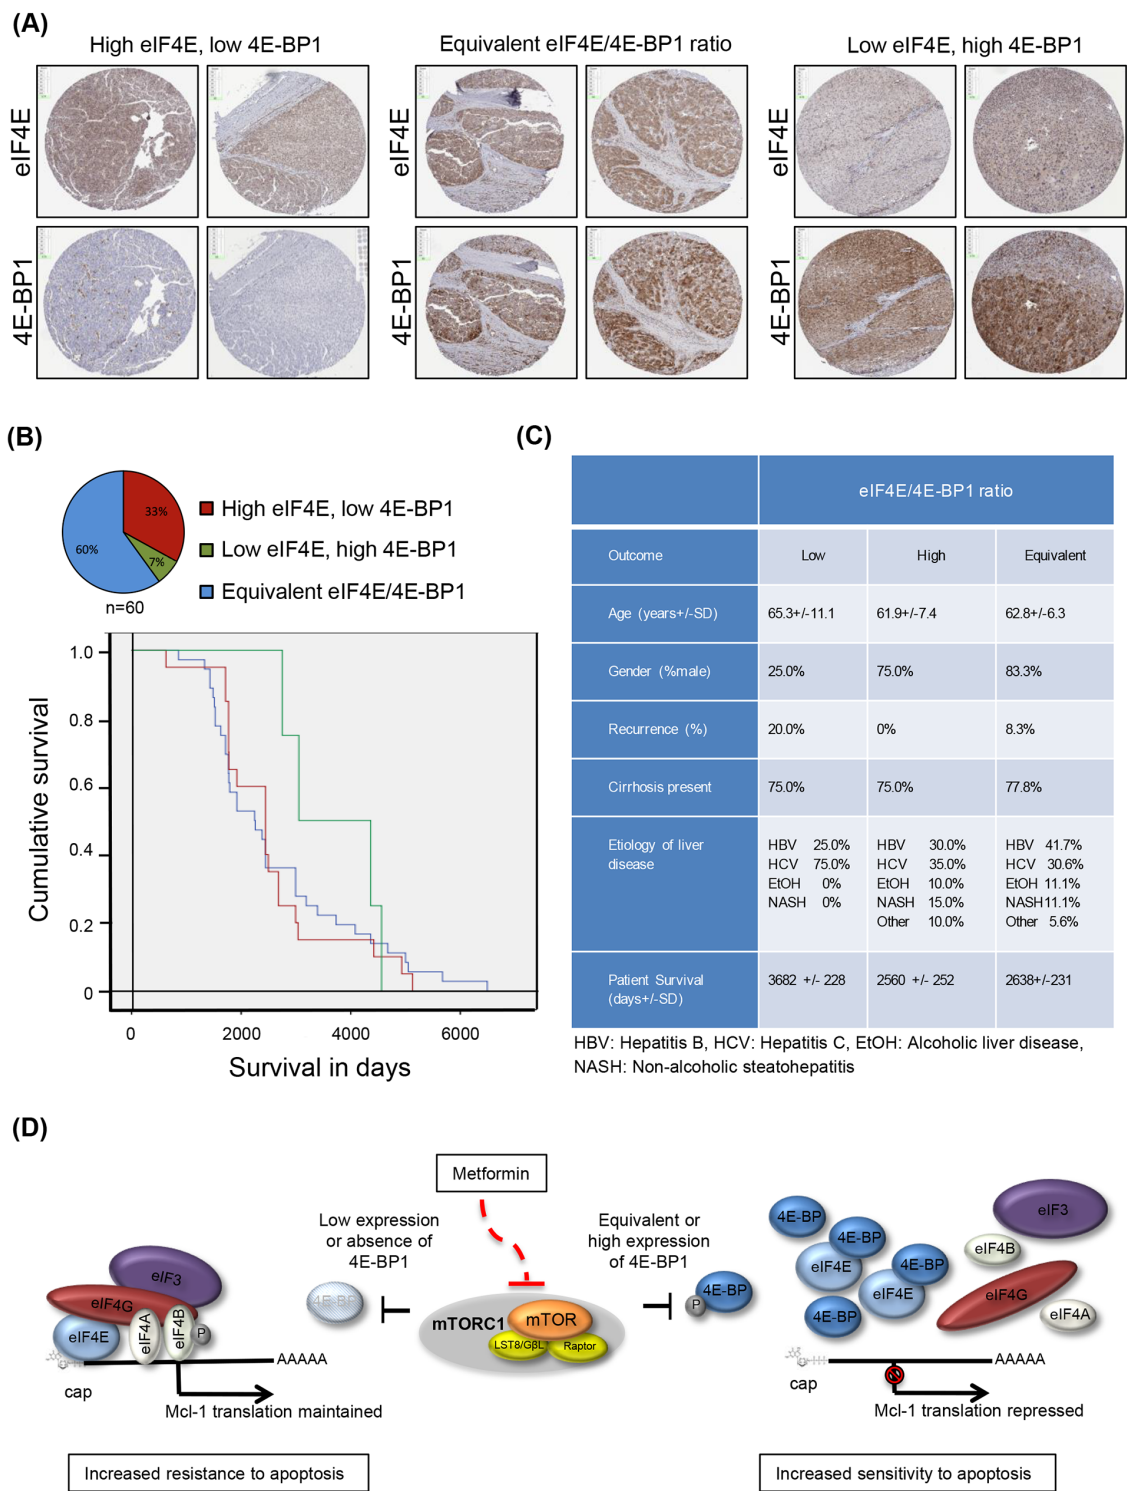 (A)
High eIF4E, low 4E-BP1
Equivalent eIF4E/4E-BP1 ratio
Low eIF4E, high 4E-BP1
eIF4E
eIF4E
eIF4E
4E-BP1
4E-BP1
4E-BP1
(B)
33%
60%
7%
n=60
High eIF4E, low 4E-BP1
Low eIF4E, high 4E-BP1
Equivalent eIF4E/4E-BP1
Cumulative survival
1.0
0.8
0.6
0.4
0.2
0
0 2000 4000 6000
Survival in days
(C)
eIF4E/4E-BP1 ratio
Outcome Low High Equivalent
Age (years+/-SD) 65.3+/-11.1 61.9+/-7.4 62.8+/-6.3
Gender (%male) 25.0% 75.0% 83.3%
Recurrence (%) 20.0% 0% 8.3%
Cirrhosis present 75.0% 75.0% 77.8%
Etiology of liver HBV 25.0% HBV 30.0% HBV 41.7%
disease HCV 75.0% HCV 35.0% HCV 30.6%
EtOH 0% EtOH 10.0% EtOH 11.1%
NASH 0% NASH 15.0% NASH11.1%
Other 10.0% Other 5.6%
Patient Survival 3682 +/- 228 2560 +/- 252 2638+/-231
(days+/-SD)
HBV: Hepatitis B, HCV: Hepatitis C, EtOH: Alcoholic liver disease,
NASH: Non-alcoholic steatohepatitis
(D)
Metformin
Low expression
or absence of
4E-BP1
Equivalent or
high expression
of 4E-BP1
eIF3
eIF4G
eIF4E
eIF4A
eIF4B
P
AAAAA
cap
Mcl-1 translation maintained
Increased resistance to apoptosis
4E-BP
mTORC1
mTOR
LST8/GβL
Raptor
P
4E-BP
4E-BP
4E-BP
eIF4E
4E-BP
eIF4E
4E-BP
eIF3
eIF4B
eIF4G
eIF4A
AAAAA
cap
Mcl-1 translation repressed
Increased sensitivity to apoptosis